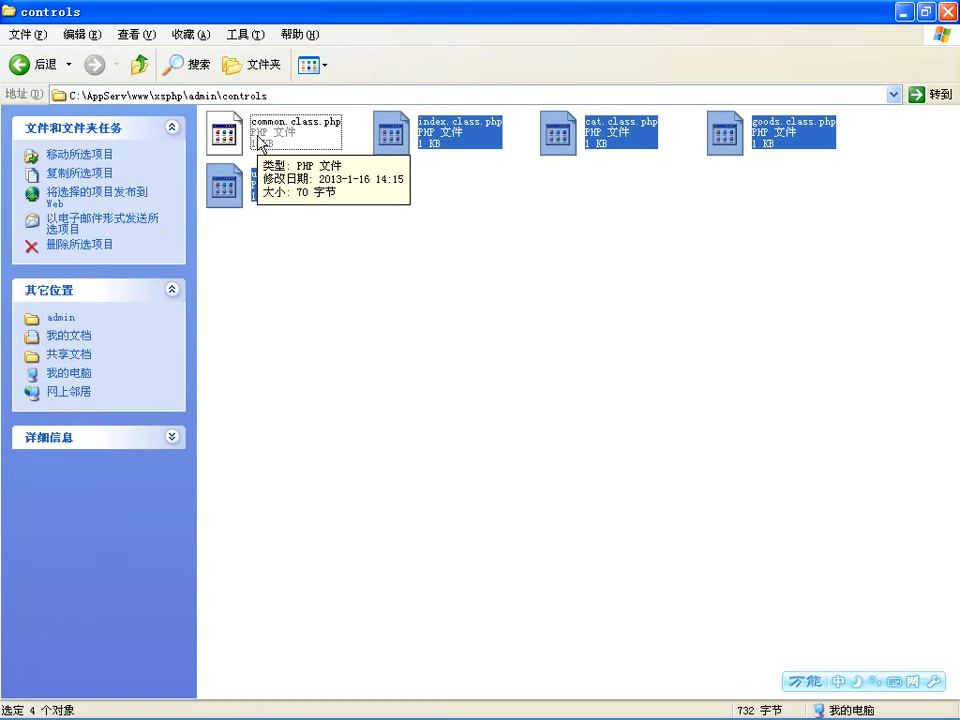 controls
文件(F) 编辑(E) 查看(V) 收藏(A) 工具(T) 帮助(H)
后退 搜索 文件夹
地址(D) C:\AppServ\www\xsphp\admin\controls 转到
文件和文件夹任务
移动所选项目
复制所选项目
将选择的项目发布到
Web
以电子邮件形式发送所
选项目
删除所选项目
其它位置
admin
我的文档
共享文档
我的电脑
网上邻居
详细信息
common.class.php
PHP 文件
1 KB
index.class.php
PHP 文件
1 KB
cat.class.php
PHP 文件
1 KB
goods.class.php
PHP 文件
1 KB
类型: PHP 文件
修改日期: 2013-1-16 14:15
大小: 70 字节
万能 中 网
选定 4 个对象 732 字节 我的电脑